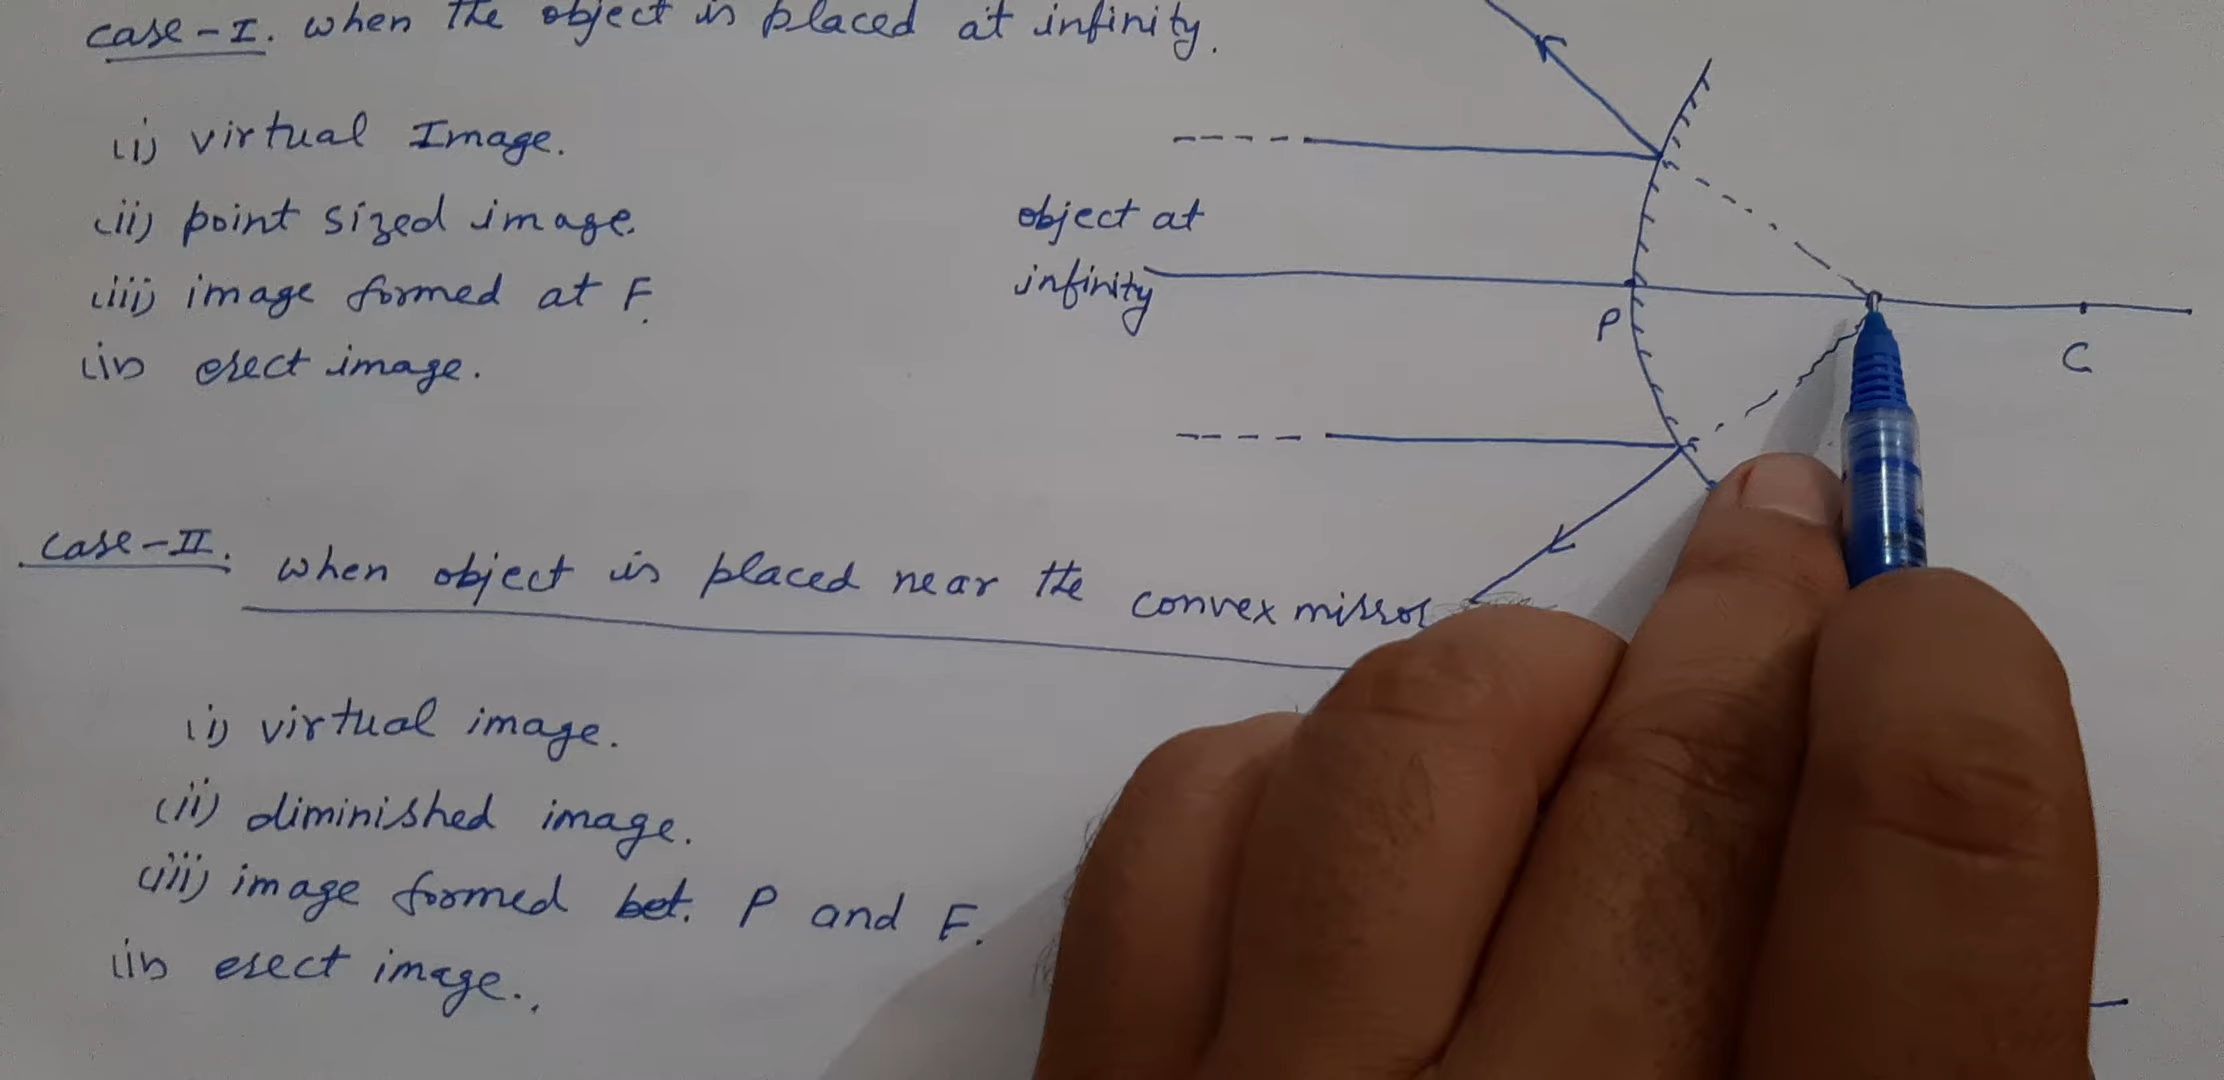 case-I. when the object is placed at infinity.
(i) virtual Image.
(ii) point sized image.
(iii) image formed at F.
(iv) erect image.
object at
infinity
P
C
case-II. when object is placed near the convex mirror
(i) virtual image.
(ii) diminished image.
(iii) image formed bet. P and F.
(iv) erect image.